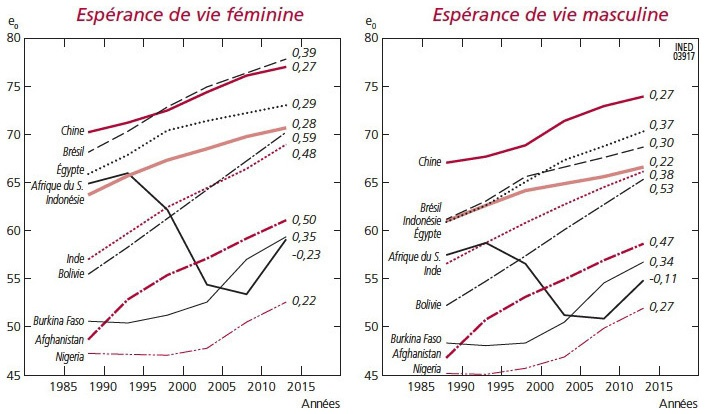 Espérance de vie féminine
e0
80
75
70
65
60
55
50
45
Chine
Brésil
Égypte
Afrique du S.
Indonésie
Inde
Bolivie
Burkina Faso
Afghanistan
Nigeria
0,39
0,27
0,29
0,28
0,59
0,48
0,50
0,35
-0,23
0,22
1985 1990 1995 2000 2005 2010 2015
Années
Espérance de vie masculine
e0
INED
03917
80
75
70
65
60
55
50
45
Chine
Brésil
Indonésie
Égypte
Afrique du S.
Inde
Bolivie
Burkina Faso
Afghanistan
Nigeria
0,27
0,37
0,30
0,22
0,38
0,53
0,47
0,34
-0,11
0,27
1985 1990 1995 2000 2005 2010 2015
Années